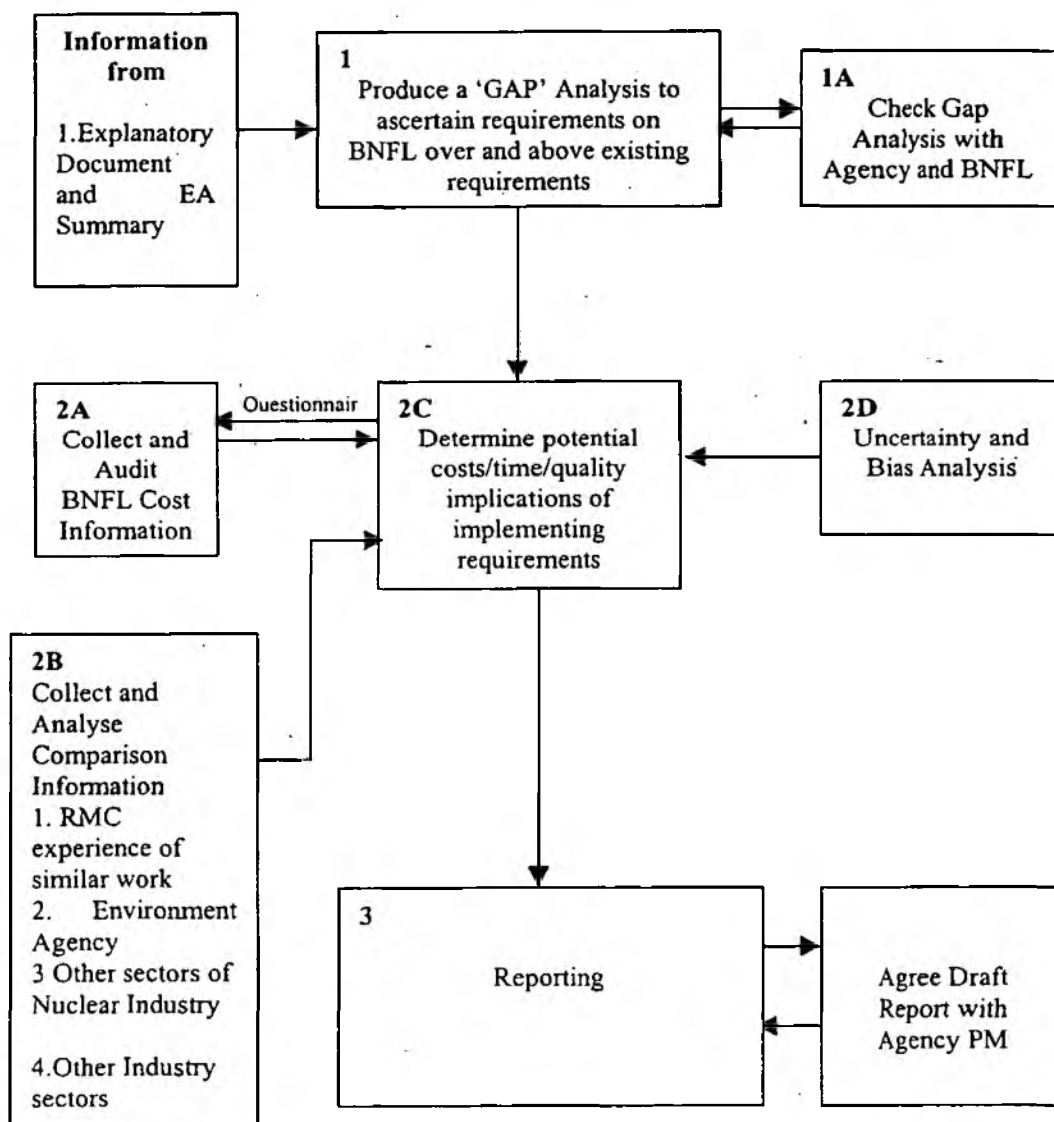 Information
from
1.Explanatory
Document
and EA
Summary
1
Produce a ‘GAP’ Analysis to
ascertain requirements on
BNFL over and above existing
requirements
1A
Check Gap
Analysis with
Agency and BNFL
2A
Collect and
Audit
BNFL Cost
Information
Questionnair
2C
Determine potential
costs/time/quality
implications of
implementing
requirements
2D
Uncertainty and
Bias Analysis
2B
Collect and
Analyse
Comparison
Information
1. RMC
experience of
similar work
2. Environment
Agency
3 Other sectors of
Nuclear Industry
4.Other Industry
sectors
3
Reporting
Agree Draft
Report with
Agency PM